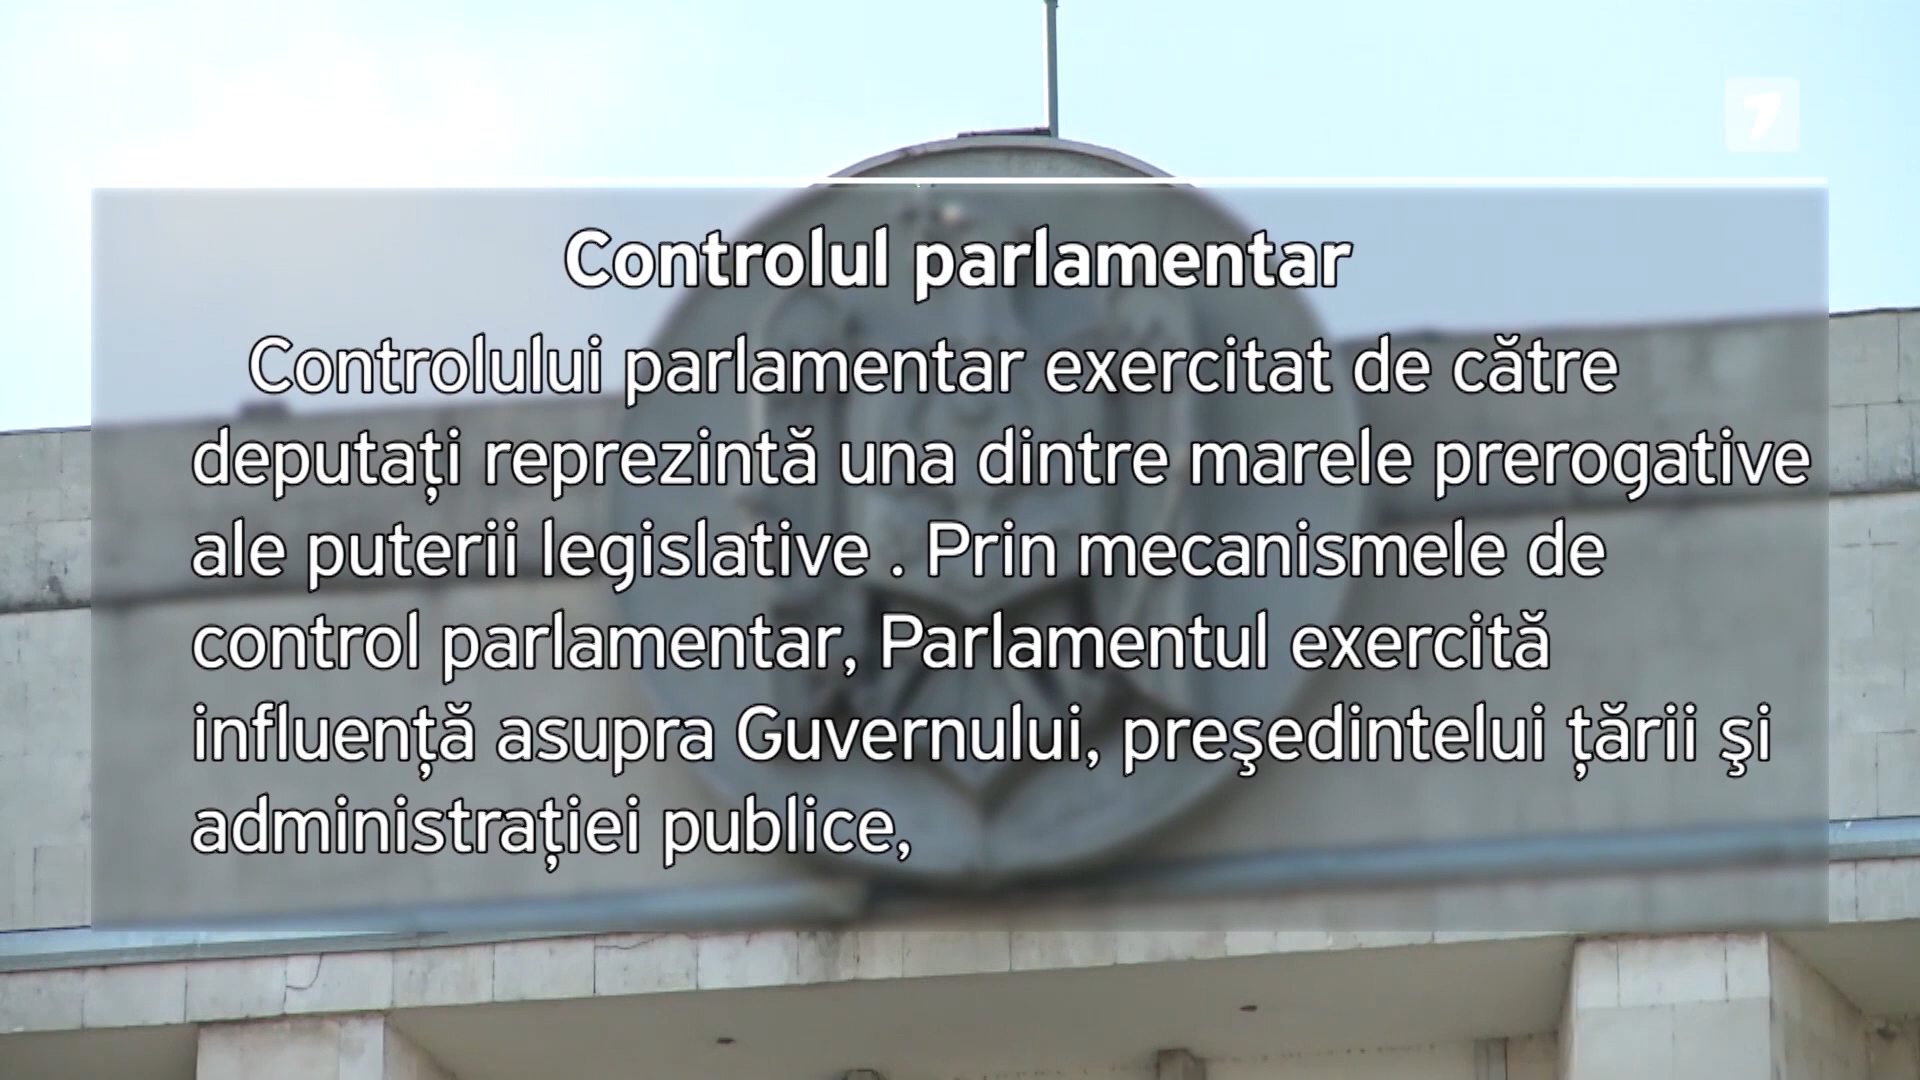 Controlul parlamentar
Controlului parlamentar exercitat de către
deputați reprezintă una dintre marele prerogative
ale puterii legislative . Prin mecanismele de
control parlamentar, Parlamentul exercită
influență asupra Guvernului, preşedintelui țării şi
administrației publice,
7